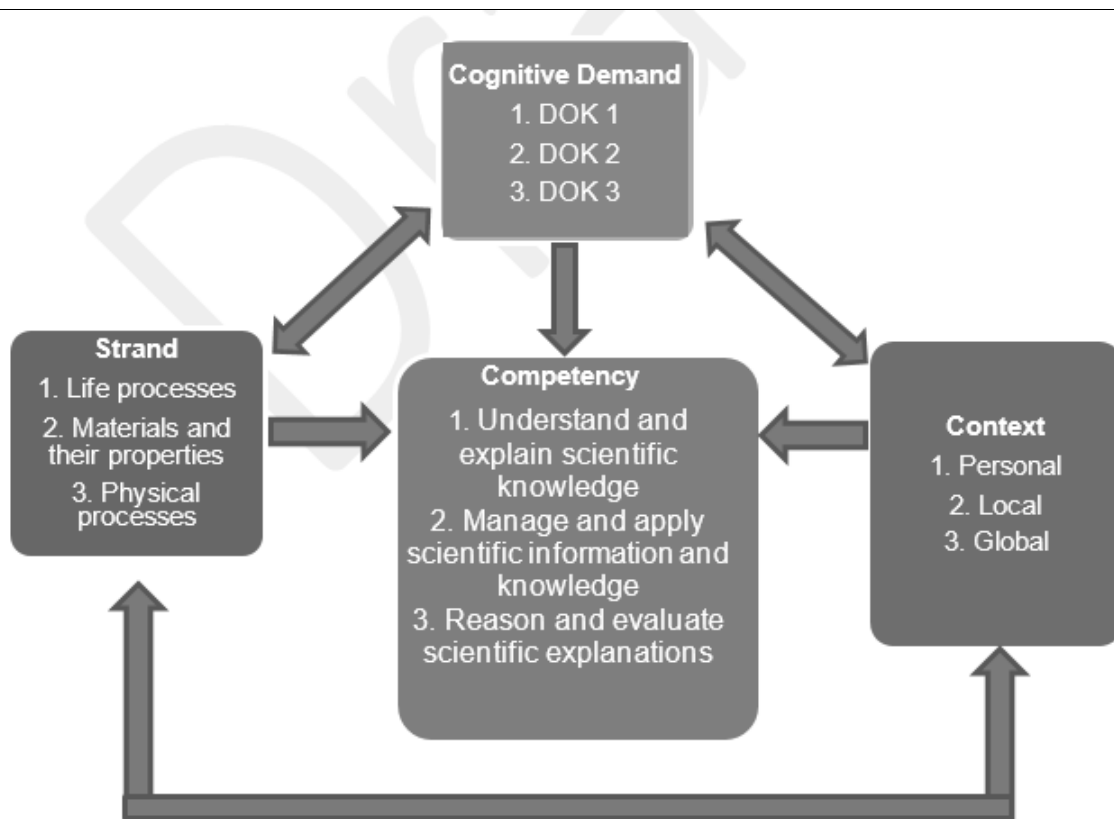 Cognitive Demand
1. DOK 1
2. DOK 2
3. DOK 3
Strand
1. Life processes
2. Materials and
their properties
3. Physical
processes
Competency
1. Understand and
explain scientific
knowledge
2. Manage and apply
scientific information and
knowledge
3. Reason and evaluate
scientific explanations
Context
1. Personal
2. Local
3. Global